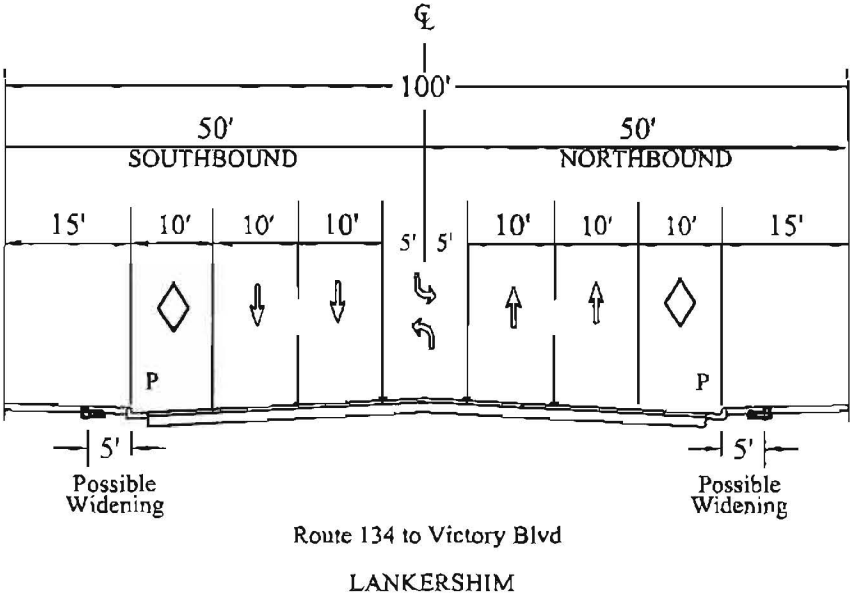 ℄
100'
50' 50'
SOUTHBOUND NORTHBOUND
15' 10' 10' 10' 5' 5' 10' 10' 10' 15'
P P
5' 5'
Possible Possible
Widening Widening
Route 134 to Victory Blvd
LANKERSHIM